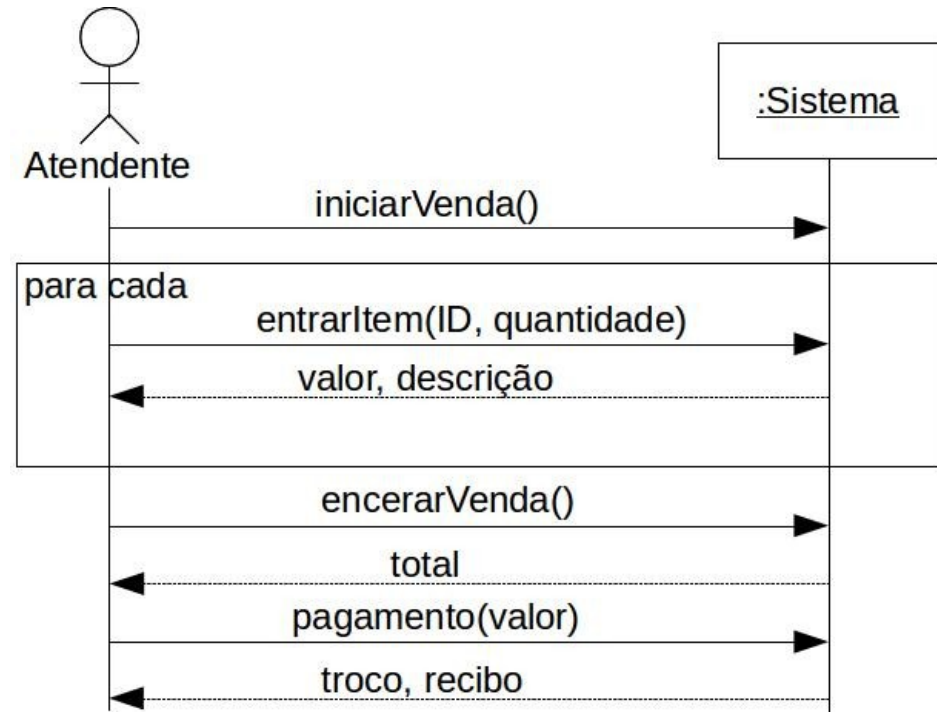 :Sistema
Atendente
iniciarVenda()
para cada
entrarItem(ID, quantidade)
valor, descrição
encerarVenda()
total
pagamento(valor)
troco, recibo